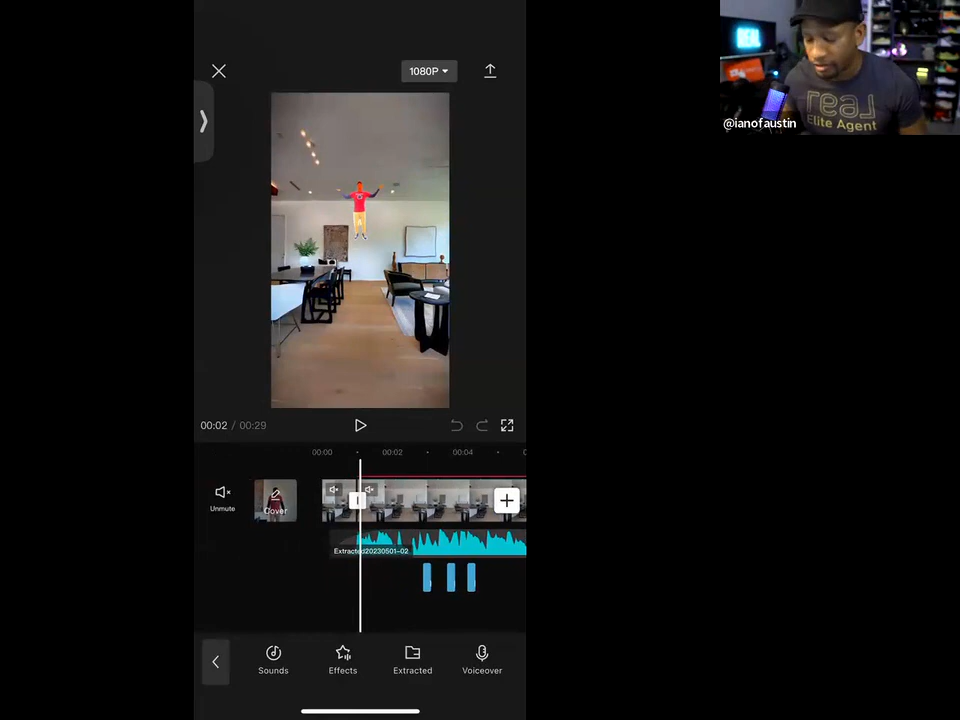 1080P
REAL
real
Elite Agent
@ianofaustin
00:02 / 00:29
00:00
00:02
00:04
Unmute
Cover
Extracted20230501-02
Sounds
Effects
Extracted
Voiceover